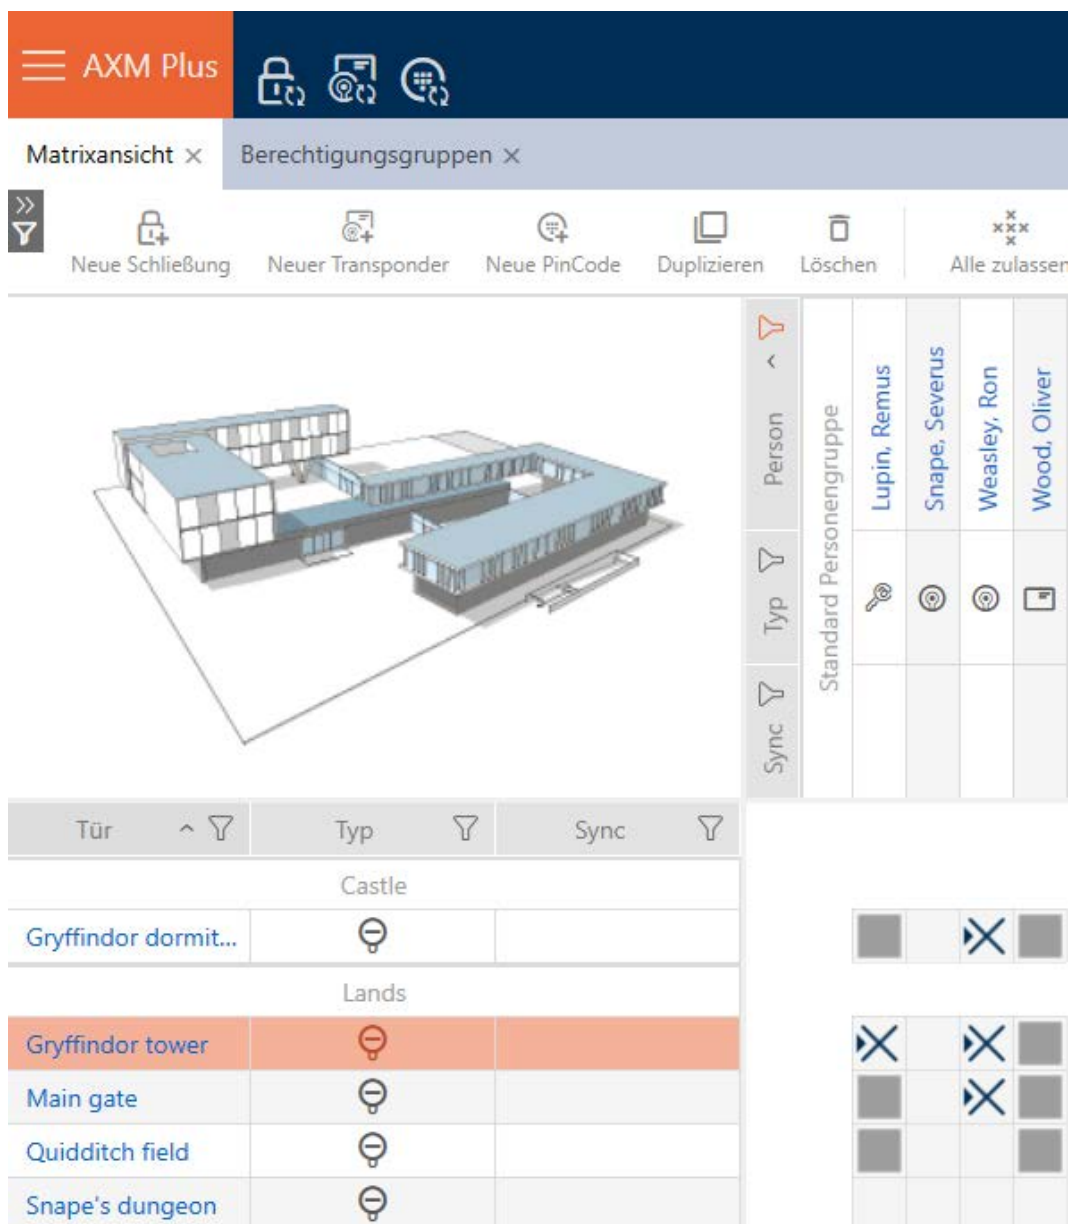 AXM Plus
Matrixansicht
Berechtigungsgruppen
Neue Schließung
Neuer Transponder
Neue PinCode
Duplizieren
Löschen
Alle zulassen
Person
Typ
Sync
Standard Personengruppe
Lupin, Remus
Snape, Severus
Weasley, Ron
Wood, Oliver
Tür
Typ
Sync
Castle
Gryffindor dormit...
Lands
Gryffindor tower
Main gate
Quidditch field
Snape's dungeon